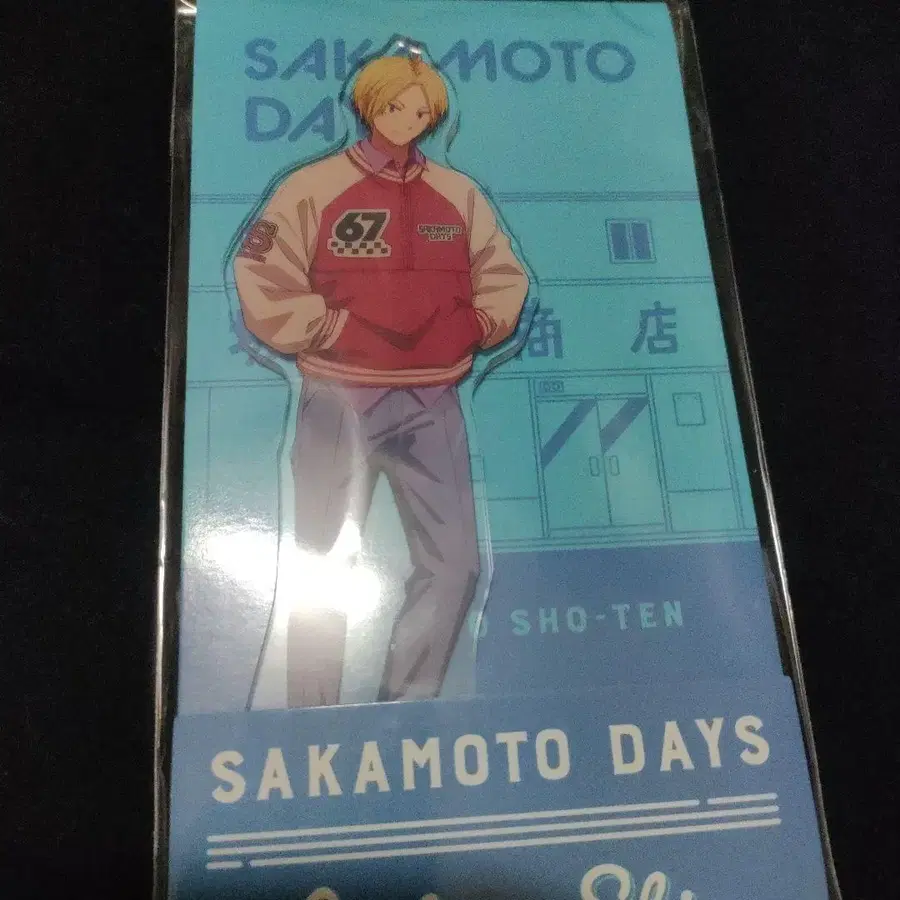 SAKAMOTO
DAYS
67
SAKAMOTO
DAYS
商店
SHO-TEN
SAKAMOTO DAYS